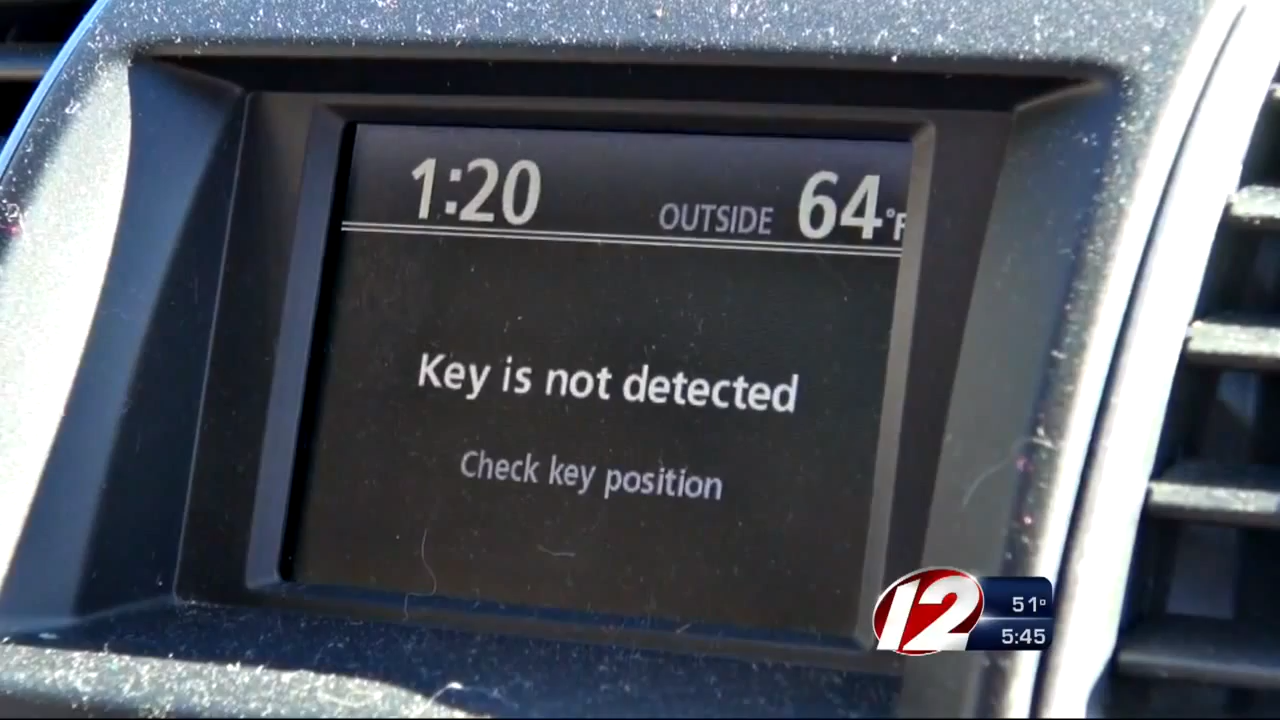 1:20 OUTSIDE 64°F
Key is not detected
Check key position
12
51°
5:45